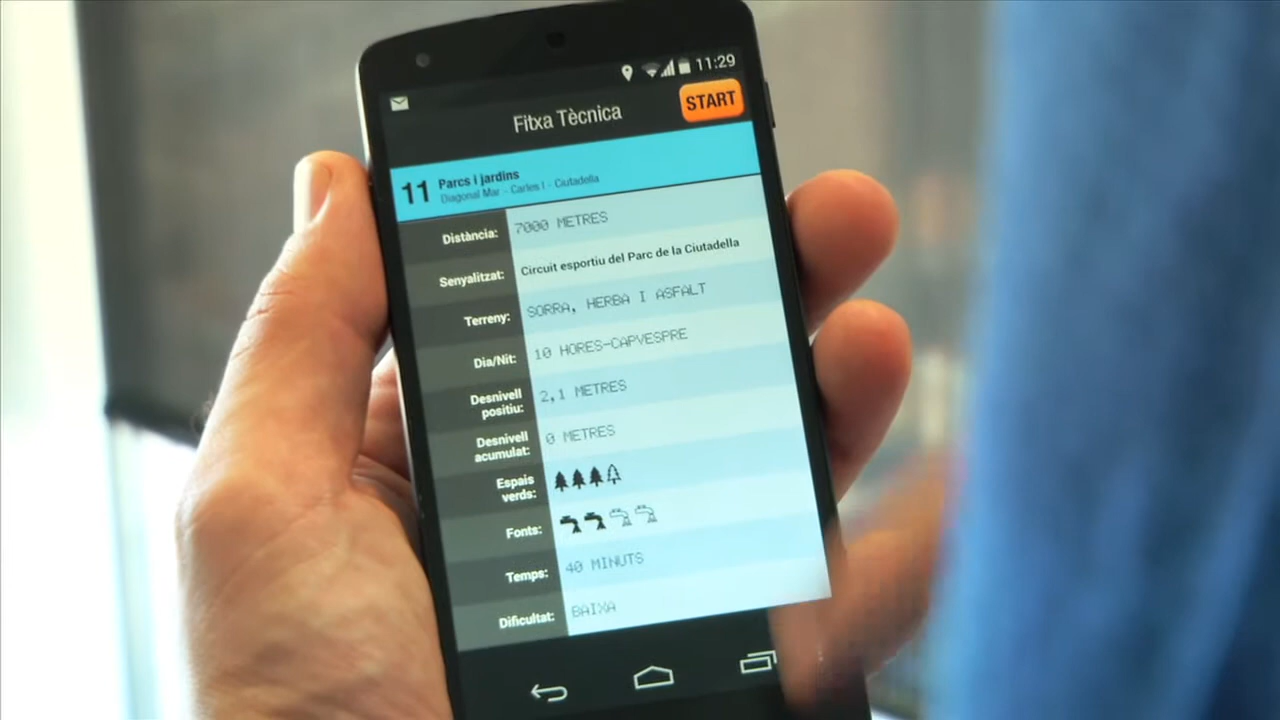 11:29
Fitxa Tècnica
START
11
Parcs i jardins
Diagonal Mar - Carles I - Ciutadella
Distància: 7000 METRES
Senyalitzat: Circuit esportiu del Parc de la Ciutadella
Terreny: SORRA, HERBA I ASFALT
Dia/Nit: 10 HORES-CAPVESPRE
Desnivell
positiu: 2,1 METRES
Desnivell
acumulat: 0 METRES
Espais
verds:
Fonts:
Temps: 40 MINUTS
Dificultat: BAIXA